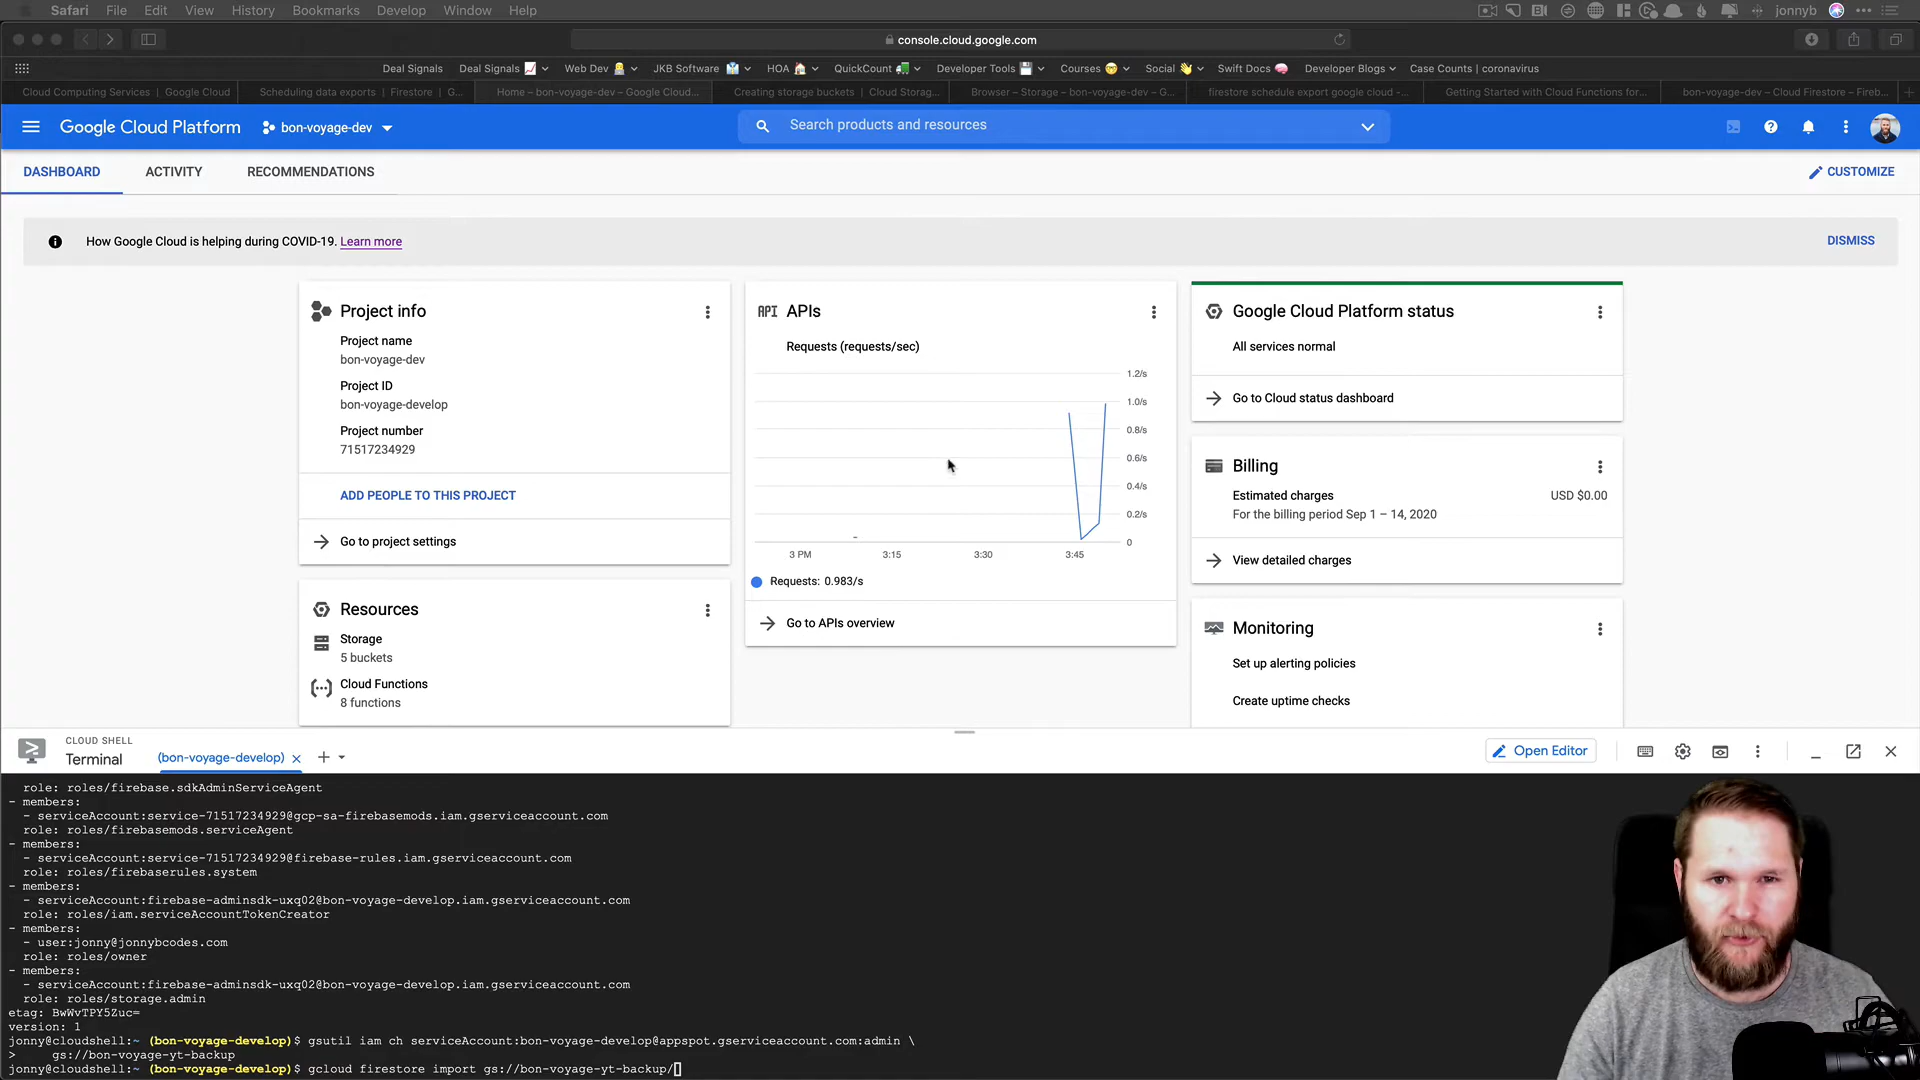 Safari File Edit View History Bookmarks Develop Window Help jonnyb
console.cloud.google.com
Deal Signals Deal Signals Web Dev JKB Software HOA QuickCount Developer Tools Courses Social Swift Docs Developer Blogs Case Counts | coronavirus
Cloud Computing Services | Google Cloud Scheduling data exports | Firestore | G... Home – bon-voyage-dev – Google Cloud... Creating storage buckets | Cloud Storag... Browser – Storage – bon-voyage-dev – G... firestore schedule export google cloud -... Getting Started with Cloud Functions for... bon-voyage-dev – Cloud Firestore – Fireb...
Google Cloud Platform bon-voyage-dev Search products and resources
DASHBOARD ACTIVITY RECOMMENDATIONS CUSTOMIZE
How Google Cloud is helping during COVID-19. Learn more DISMISS
Project info
Project name
bon-voyage-dev
Project ID
bon-voyage-develop
Project number
71517234929
ADD PEOPLE TO THIS PROJECT
Go to project settings
Resources
Storage
5 buckets
Cloud Functions
8 functions
API APIs
Requests (requests/sec)
1.2/s
1.0/s
0.8/s
0.6/s
0.4/s
0.2/s
0
3 PM 3:15 3:30 3:45
Requests: 0.983/s
Go to APIs overview
Google Cloud Platform status
All services normal
Go to Cloud status dashboard
Billing
Estimated charges USD $0.00
For the billing period Sep 1 – 14, 2020
View detailed charges
Monitoring
Set up alerting policies
Create uptime checks
CLOUD SHELL
Terminal (bon-voyage-develop) Open Editor
role: roles/firebase.sdkAdminServiceAgent
- members:
- serviceAccount:service-71517234929@gcp-sa-firebasemods.iam.gserviceaccount.com
role: roles/firebasemods.serviceAgent
- members:
- serviceAccount:service-71517234929@firebase-rules.iam.gserviceaccount.com
role: roles/firebaserules.system
- members:
- serviceAccount:firebase-adminsdk-uxq02@bon-voyage-develop.iam.gserviceaccount.com
role: roles/iam.serviceAccountTokenCreator
- members:
- user:jonny@jonnybcodes.com
role: roles/owner
- members:
- serviceAccount:firebase-adminsdk-uxq02@bon-voyage-develop.iam.gserviceaccount.com
role: roles/storage.admin
etag: BwWvTPY5Zuc=
version: 1
jonny@cloudshell:~ (bon-voyage-develop)$ gsutil iam ch serviceAccount:bon-voyage-develop@appspot.gserviceaccount.com:admin \
> gs://bon-voyage-yt-backup
jonny@cloudshell:~ (bon-voyage-develop)$ gcloud firestore import gs://bon-voyage-yt-backup/